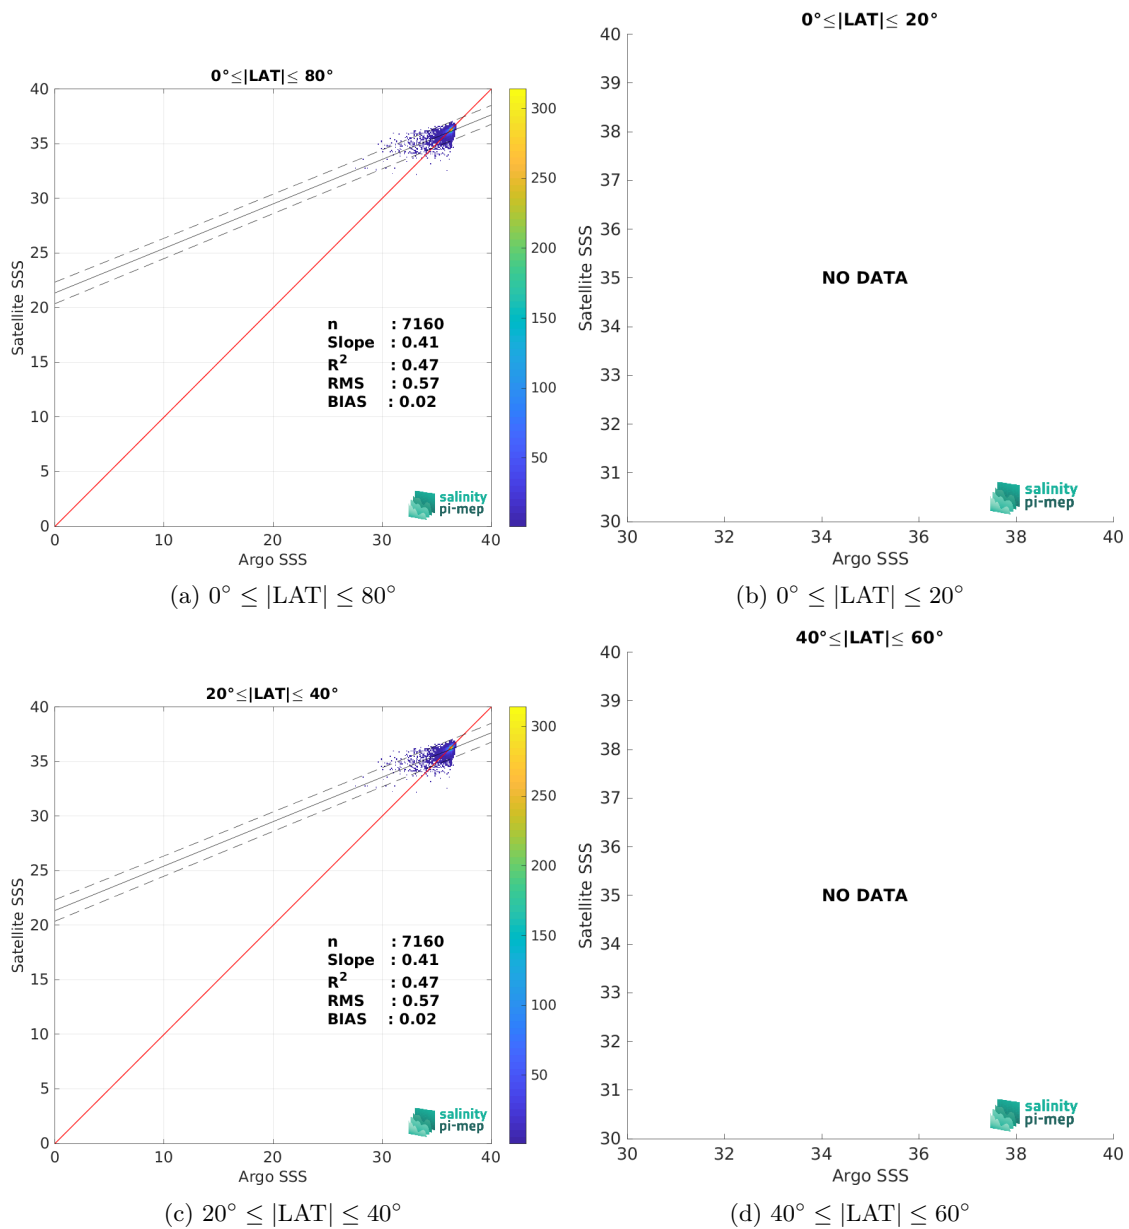 0°≤|LAT|≤ 80°
40
35
30
25
20
15
10
5
0
Satellite SSS
0
10
20
30
40
Argo SSS
300
250
200
150
100
50
n : 7160
Slope : 0.41
R² : 0.47
RMS : 0.57
BIAS : 0.02
salinity
pi-mep
(a) 0° ≤ |LAT| ≤ 80°
0°≤|LAT|≤ 20°
40
39
38
37
36
35
34
33
32
31
30
Satellite SSS
NO DATA
30
32
34
36
38
40
Argo SSS
salinity
pi-mep
(b) 0° ≤ |LAT| ≤ 20°
20°≤|LAT|≤ 40°
40
35
30
25
20
15
10
5
0
Satellite SSS
0
10
20
30
40
Argo SSS
300
250
200
150
100
50
n : 7160
Slope : 0.41
R² : 0.47
RMS : 0.57
BIAS : 0.02
salinity
pi-mep
(c) 20° ≤ |LAT| ≤ 40°
40°≤|LAT|≤ 60°
40
39
38
37
36
35
34
33
32
31
30
Satellite SSS
NO DATA
30
32
34
36
38
40
Argo SSS
salinity
pi-mep
(d) 40° ≤ |LAT| ≤ 60°